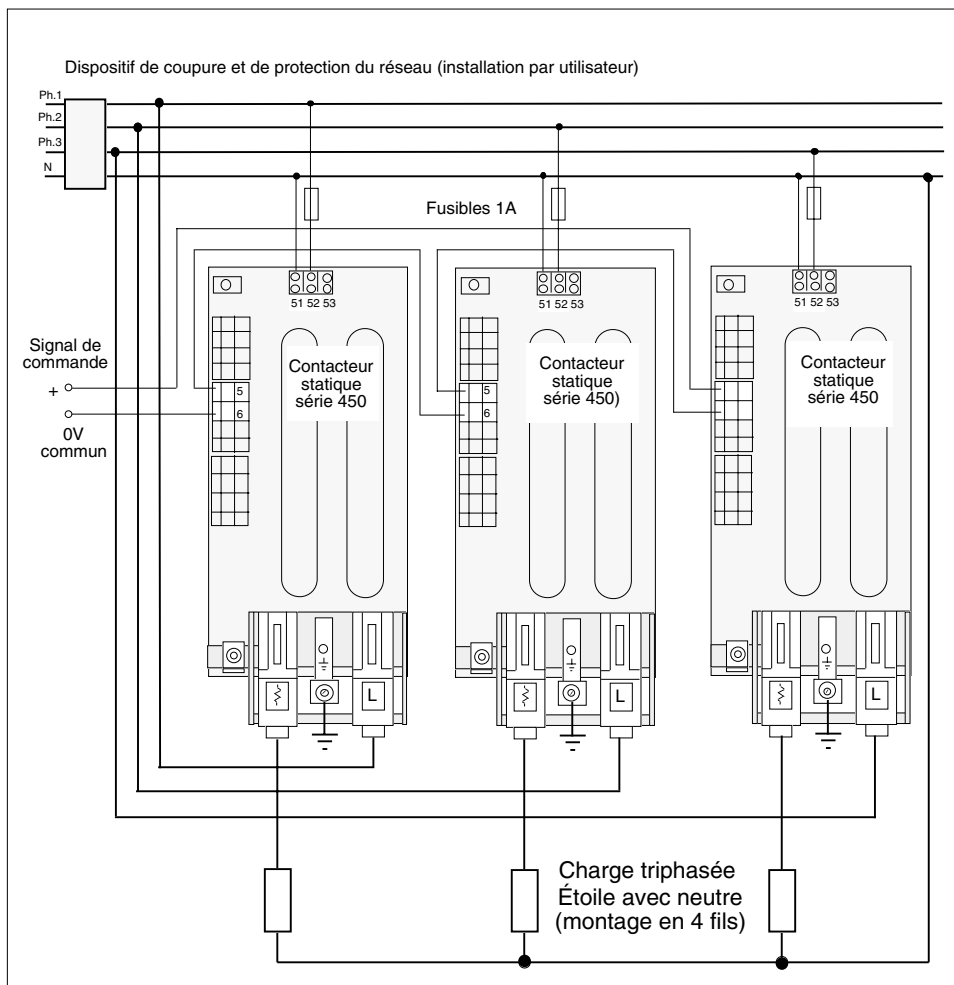 Dispositif de coupure et de protection du réseau (installation par utilisateur)
Ph.1
Ph.2
Ph.3
N
Fusibles 1A
51 52 53
51 52 53
51 52 53
Signal de
commande
+
0V
commun
5
6
Contacteur
statique
série 450
5
6
Contacteur
statique
série 450)
Contacteur
statique
série 450
L
L
L
Charge triphasée
Étoile avec neutre
(montage en 4 fils)